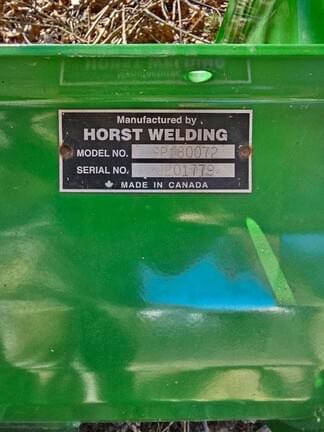 Manufactured by
HORST WELDING
MODEL NO.
SERIAL NO.
MADE IN CANADA